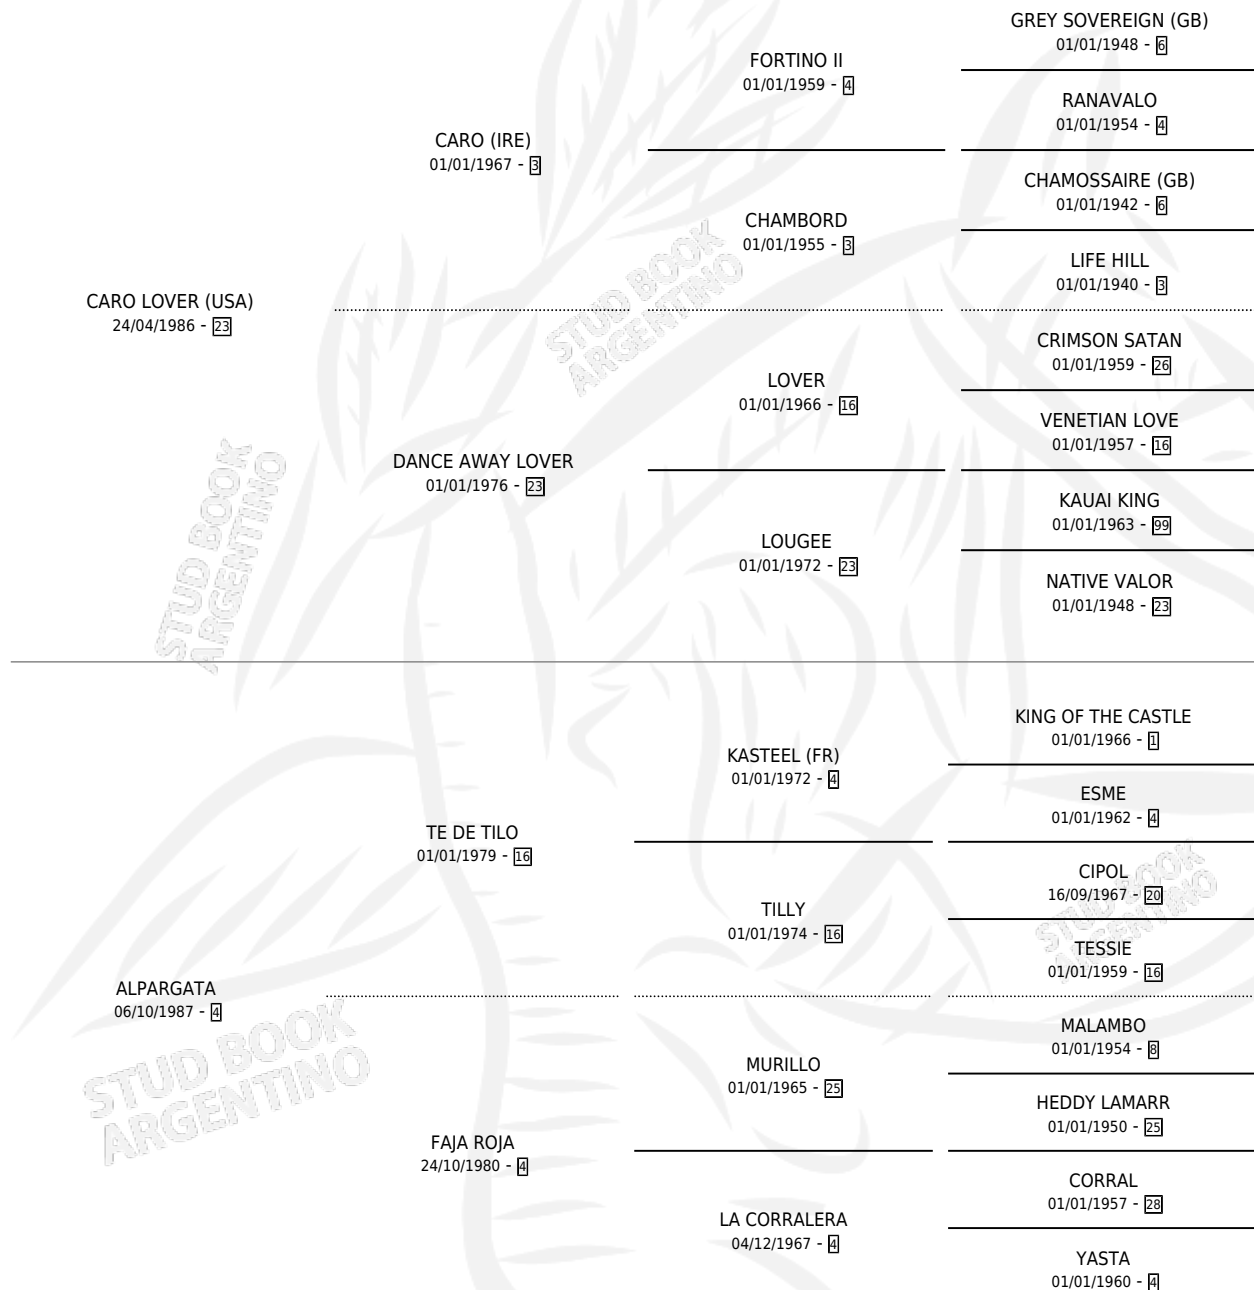 GREY SOVEREIGN (GB)
01/01/1948 - 6
FORTINO II
01/01/1959 - 4
RANAVALO
01/01/1954 - 4
CARO (IRE)
01/01/1967 - 3
CHAMOSSAIRE (GB)
01/01/1942 - 6
CHAMBORD
01/01/1955 - 3
LIFE HILL
01/01/1940 - 3
CARO LOVER (USA)
24/04/1986 - 23
CRIMSON SATAN
01/01/1959 - 26
LOVER
01/01/1966 - 16
VENETIAN LOVE
01/01/1957 - 16
DANCE AWAY LOVER
01/01/1976 - 23
KAUAI KING
01/01/1963 - 99
LOUGEE
01/01/1972 - 23
NATIVE VALOR
01/01/1948 - 23
KING OF THE CASTLE
01/01/1966 - 1
KASTEEL (FR)
01/01/1972 - 4
ESME
01/01/1962 - 4
TE DE TILO
01/01/1979 - 16
CIPOL
16/09/1967 - 20
TILLY
01/01/1974 - 16
TESSIE
01/01/1959 - 16
ALPARGATA
06/10/1987 - 4
MALAMBO
01/01/1954 - 8
MURILLO
01/01/1965 - 25
HEDDY LAMARR
01/01/1950 - 25
FAJA ROJA
24/10/1980 - 4
CORRAL
01/01/1957 - 28
LA CORRALERA
04/12/1967 - 4
YASTA
01/01/1960 - 4
STUD BOOK
ARGENTINO
STUD BOOK
ARGENTINO
STUD BOOK
ARGENTINO
STUD BOOK
ARGENTINO